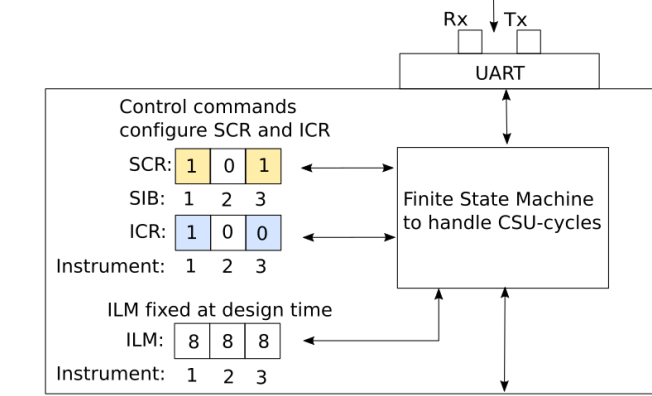 Rx Tx
UART
Control commands
configure SCR and ICR
SCR: 1 0 1
SIB: 1 2 3
ICR: 1 0 0
Instrument: 1 2 3
Finite State Machine
to handle CSU-cycles
ILM fixed at design time
ILM: 8 8 8
Instrument: 1 2 3